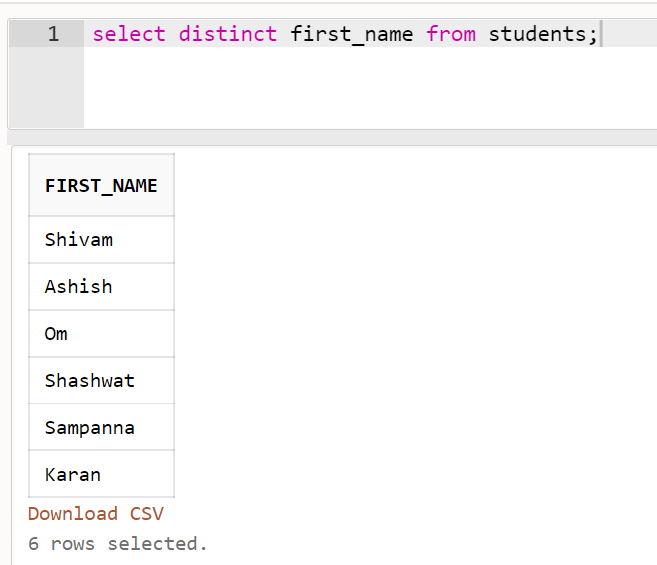 1 select distinct first_name from students;
FIRST_NAME
Shivam
Ashish
Om
Shashwat
Sampanna
Karan
Download CSV
6 rows selected.